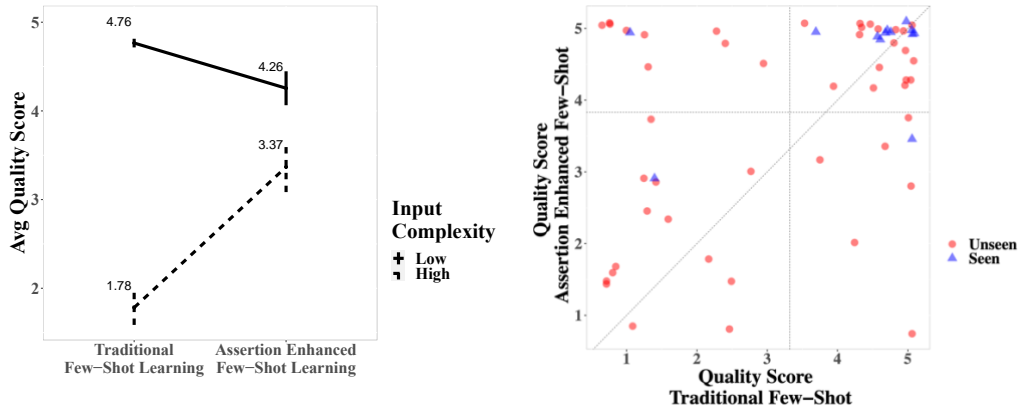 5
4
3
2
Avg Quality Score
4.76
4.26
3.37
1.78
Traditional
Few−Shot Learning
Assertion Enhanced
Few−Shot Learning
Input
Complexity
Low
High
5
4
3
2
1
Quality Score
Assertion Enhanced Few−Shot
1
2
3
4
5
Quality Score
Traditional Few−Shot
Unseen
Seen